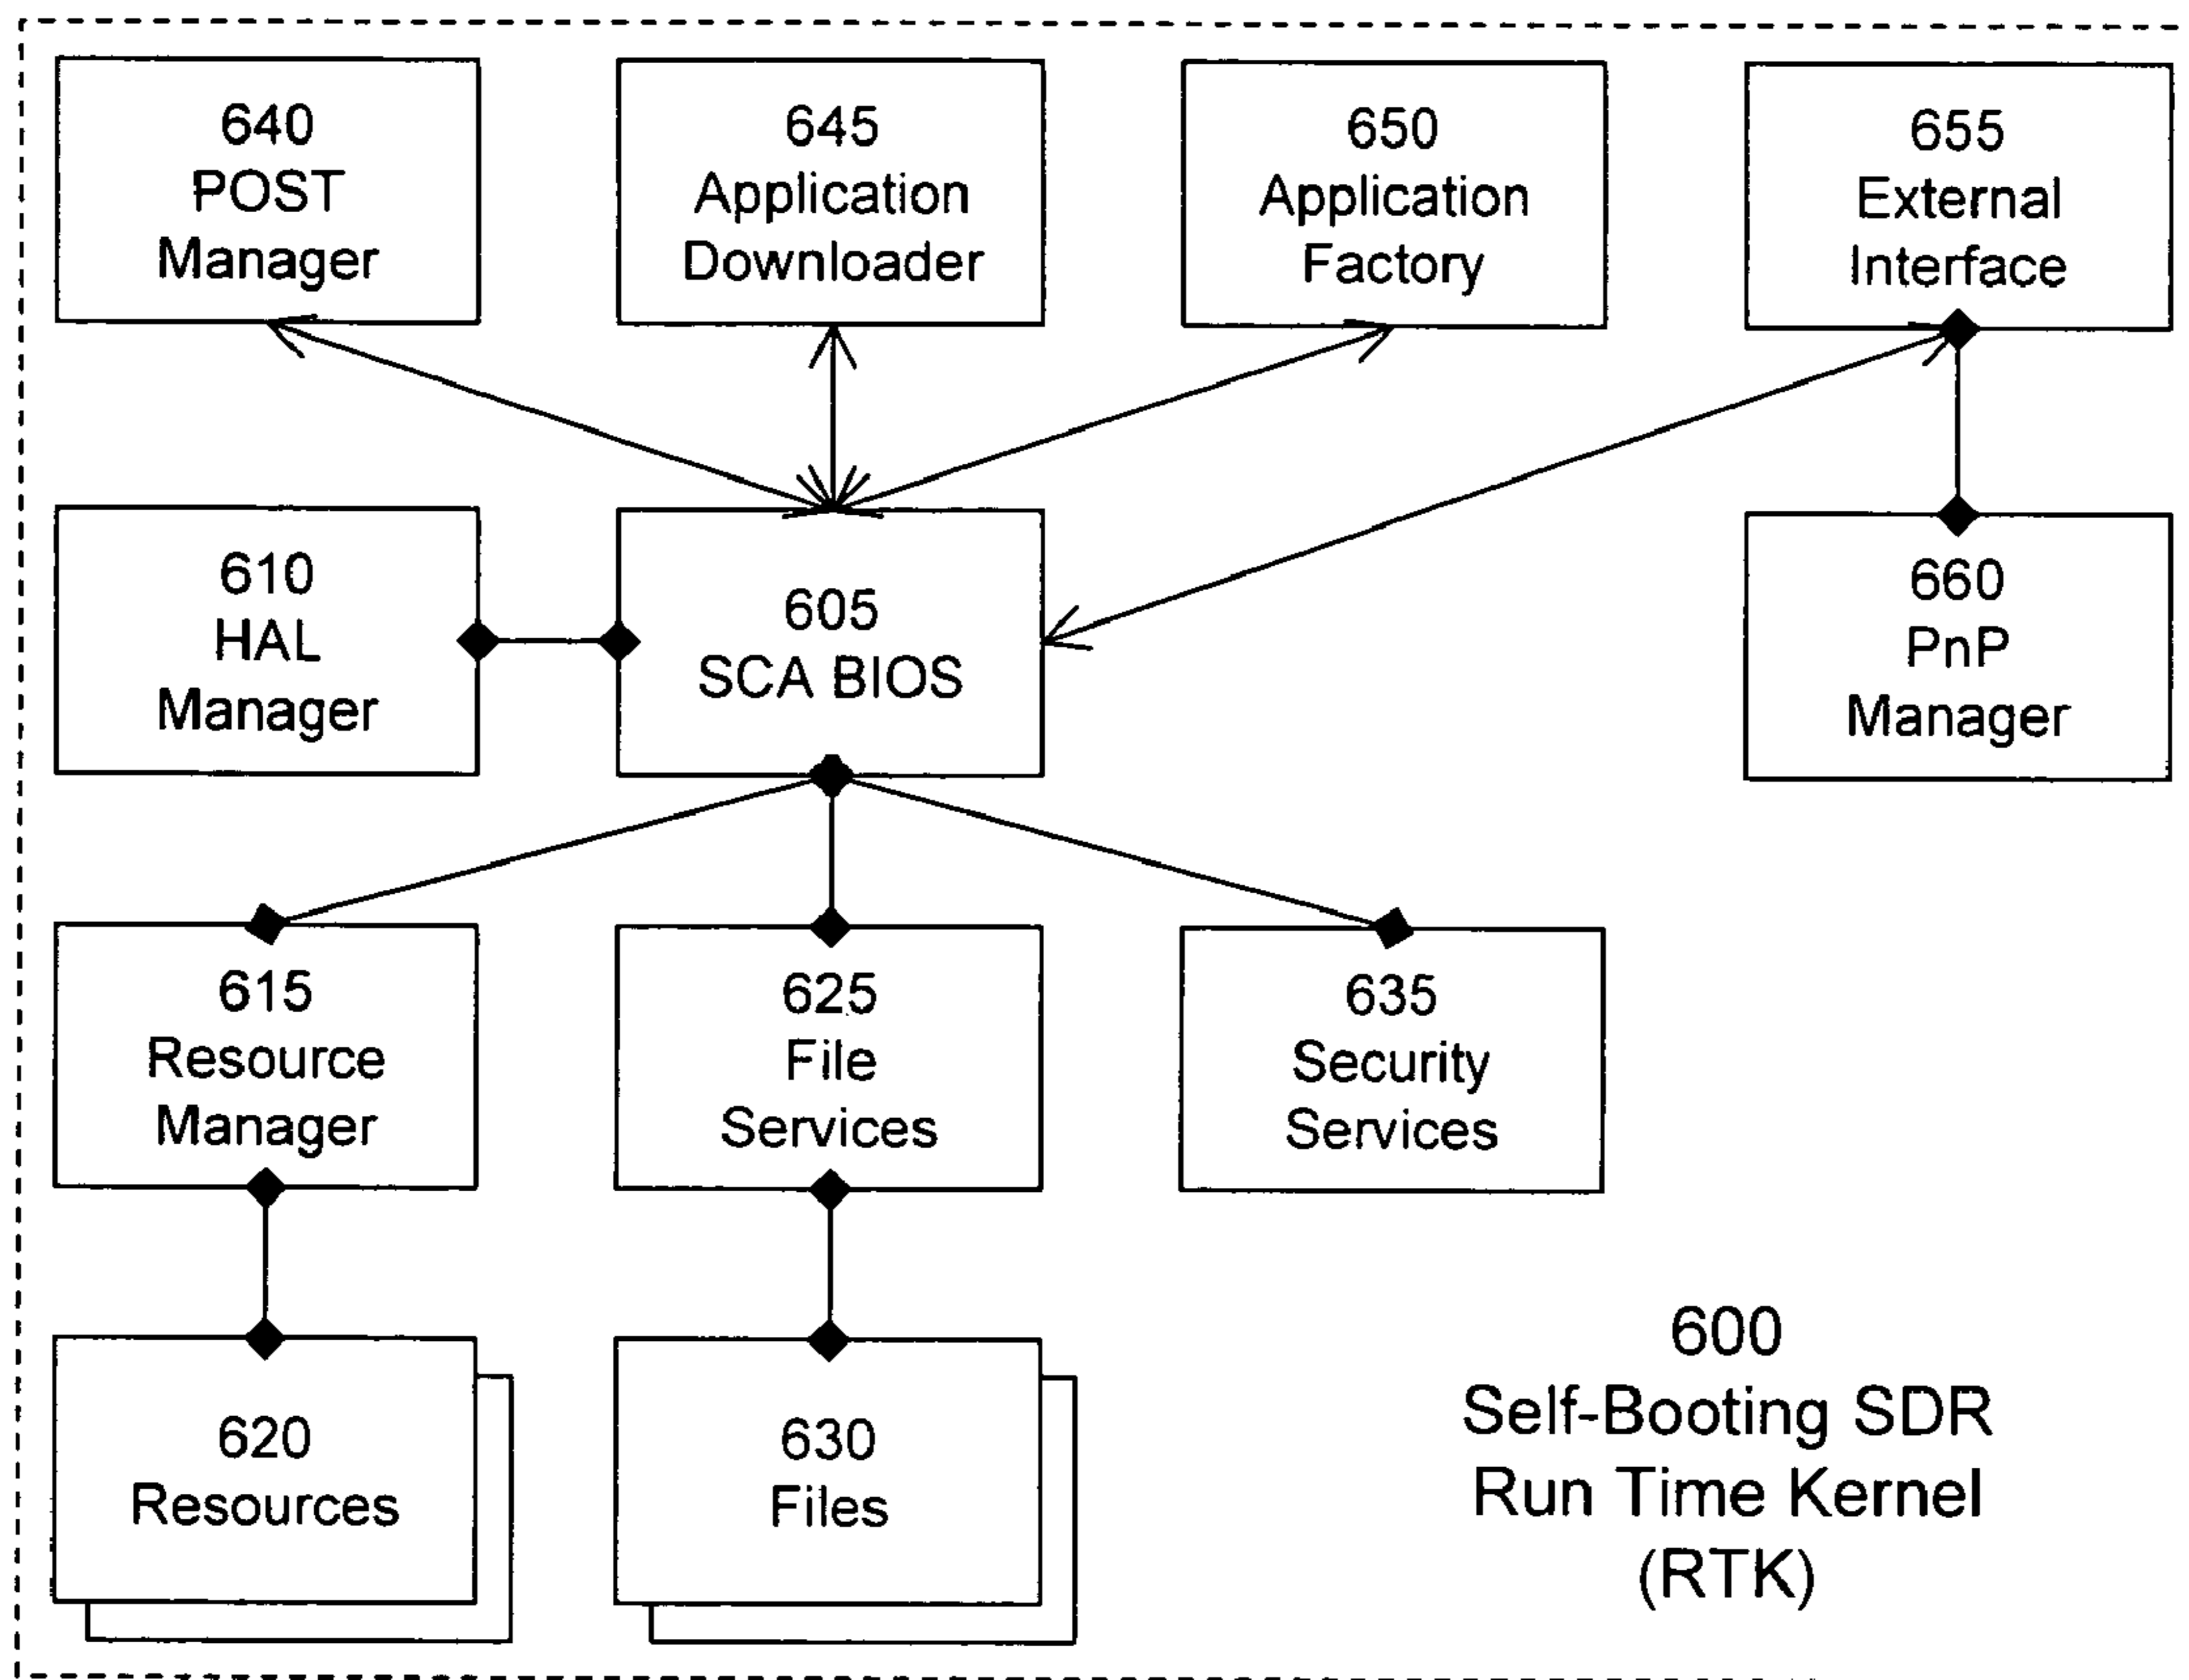 640
POST
Manager
645
Application
Downloader
650
Application
Factory
655
External
Interface
610
HAL
Manager
605
SCA BIOS
660
PnP
Manager
615
Resource
Manager
625
File
Services
635
Security
Services
620
Resources
630
Files
600
Self-Booting SDR
Run Time Kernel
(RTK)